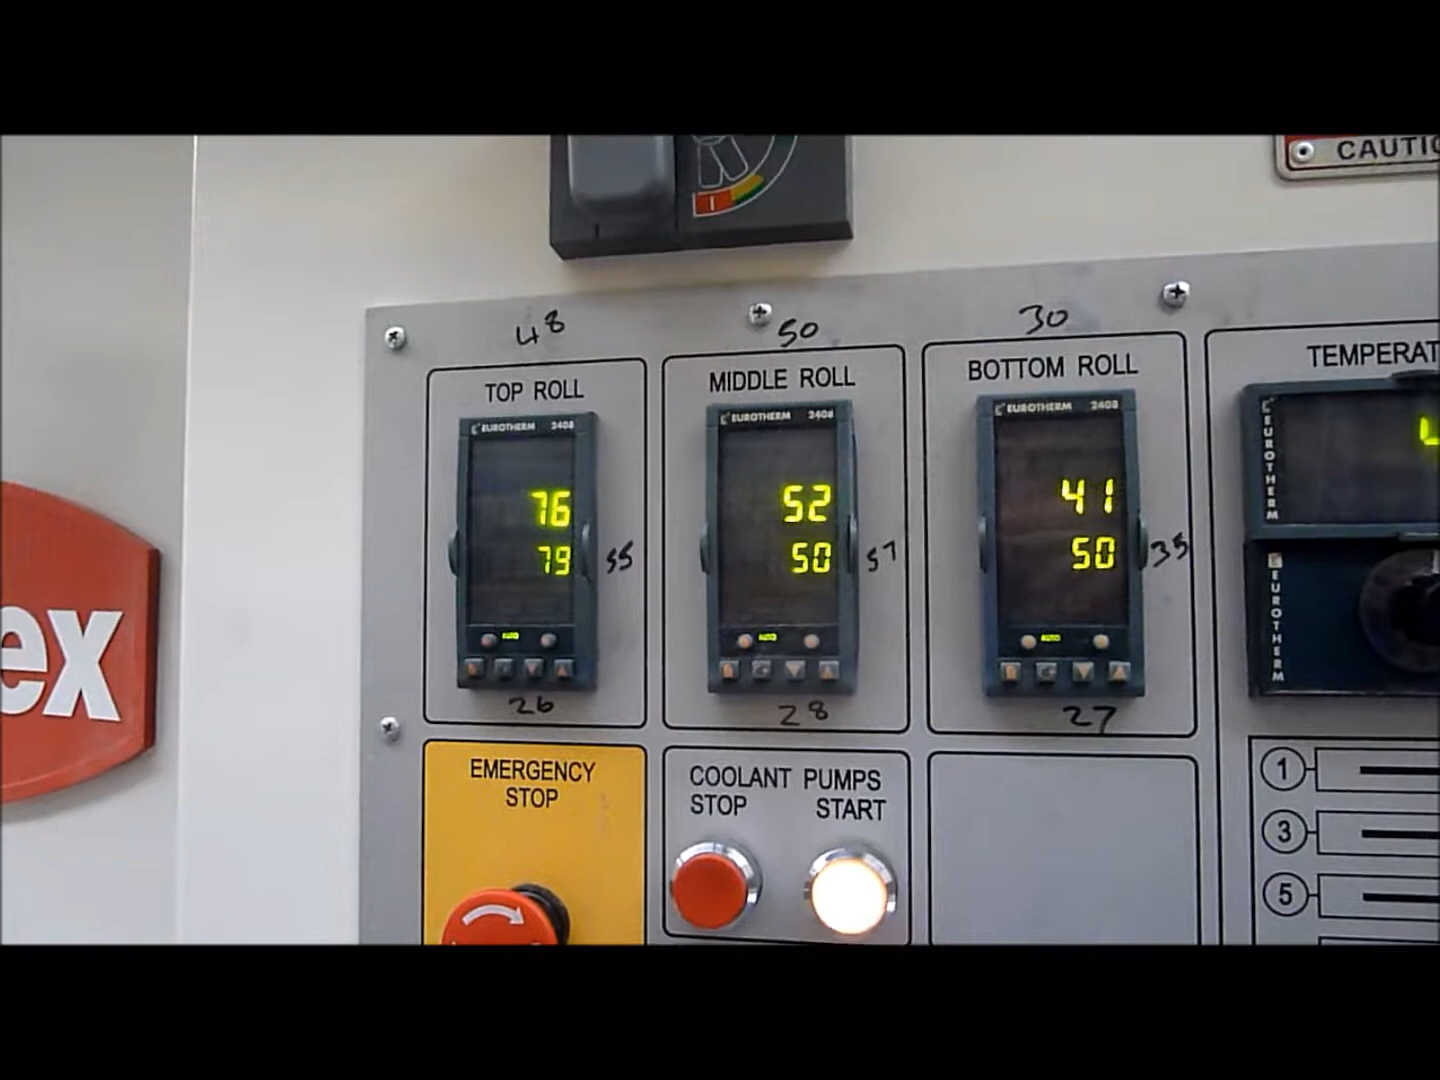 CAUTIO
48
50
30
TOP ROLL
MIDDLE ROLL
BOTTOM ROLL
TEMPERAT
EUROTHERM 2408
EUROTHERM 2408
EUROTHERM 2408
EUROTHERM
76
52
41
79
50
50
55
57
35
AUTO
AUTO
AUTO
EUROTHERM
26
28
27
ex
EMERGENCY
STOP
COOLANT PUMPS
STOP START
1
3
5